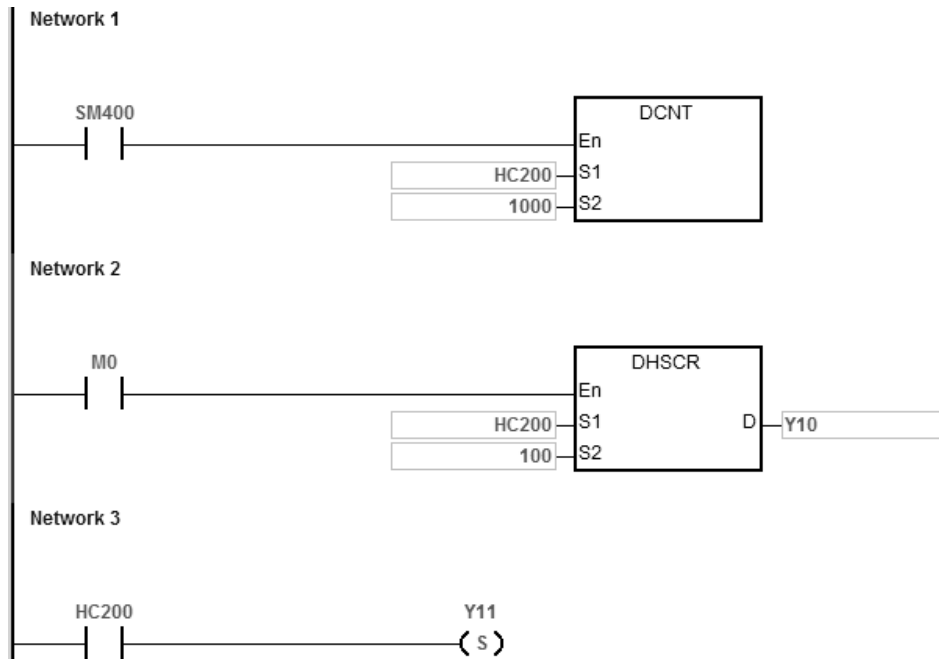 Network 1
SM400
DCNT
En
HC200 S1
1000 S2
Network 2
M0
DHSCR
En
HC200 S1 D Y10
100 S2
Network 3
HC200 Y11
S